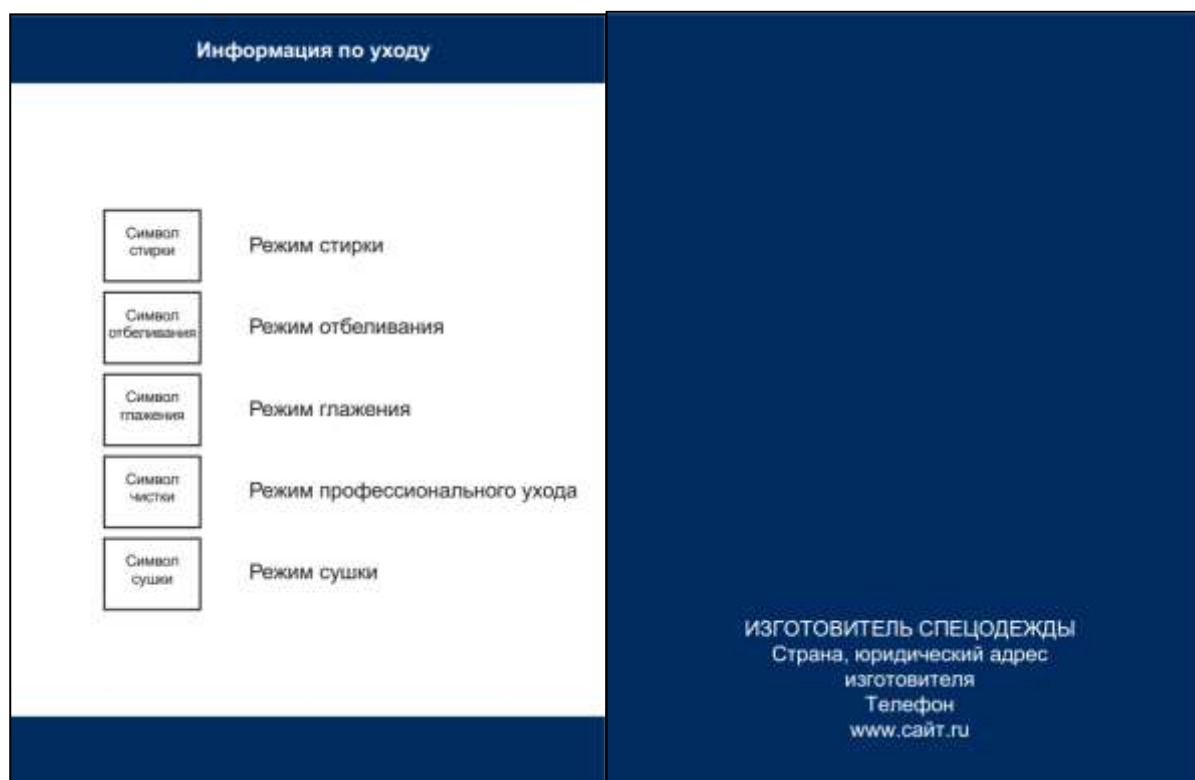 Информация по уходу
Символ
стирки
Режим стирки
Символ
отбеливания
Режим отбеливания
Символ
глажения
Режим глажения
Символ
чистки
Режим профессионального ухода
Символ
сушки
Режим сушки
ИЗГОТОВИТЕЛЬ СПЕЦОДЕЖДЫ
Страна, юридический адрес
изготовителя
Телефон
www.сайт.ru